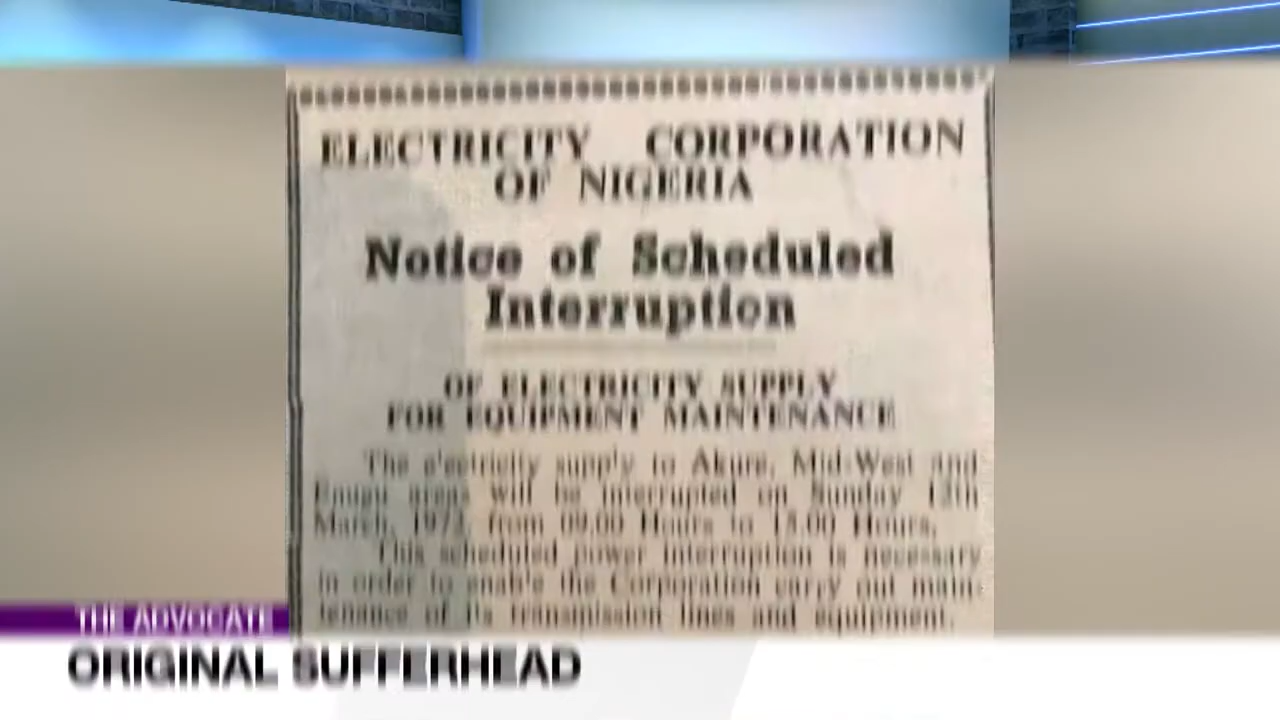 ELECTRICITY CORPORATION
OF NIGERIA
Notice of Scheduled
Interruption
OF ELECTRICITY SUPPLY
FOR EQUIPMENT MAINTENANCE
The electricity supply to Akure, Mid-West and
Enugu areas will be interrupted on Sunday 12th
March, 1972 from 09.00 Hours to Hours.
This scheduled power interruption is necessary
in order to enable the Corporation carry out main-
tenance of its transmission lines and equipment.
THE ADVOCATE
ORIGINAL SUFFERHEAD